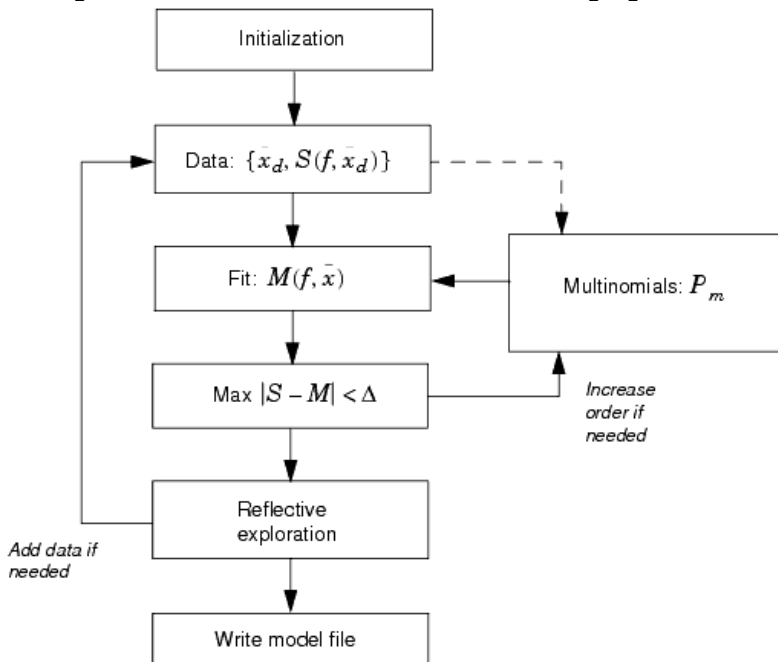 Initialization
Data: {x̄_d, S(f, x̄_d)}
Fit: M(f, x̄)
Multinomials: P_m
Max |S – M| < Δ
Increase
order if
needed
Reflective
exploration
Add data if
needed
Write model file